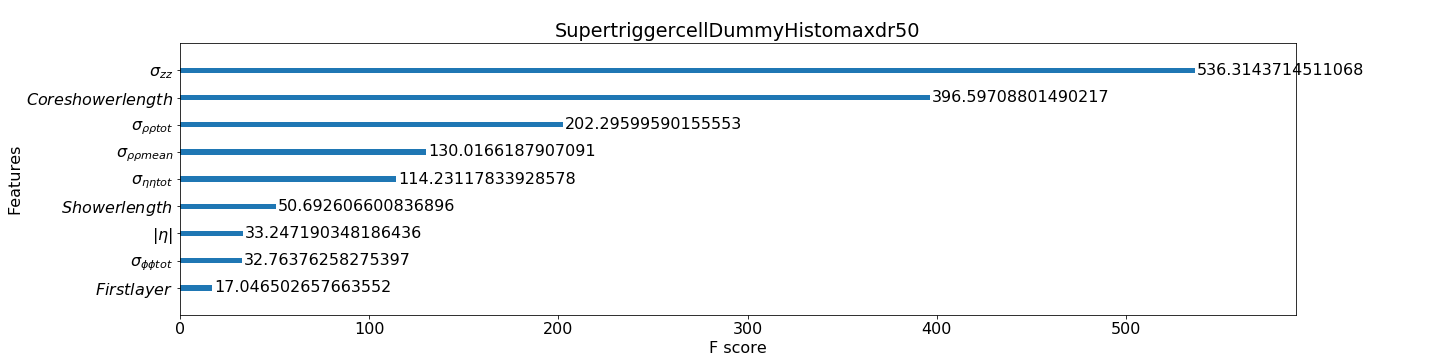 SupertriggercellDummyHistomaxdr50
σzz
536.3143714511068
Coreshowerlength
396.59708801490217
σρρtot
202.29599590155553
σρρmean
130.0166187907091
σηηtot
114.23117833928578
Showerlength
50.692606600836896
|η|
33.247190348186436
σϕϕtot
32.76376258275397
Firstlayer
17.046502657663552
Features
0 100 200 300 400 500
F score